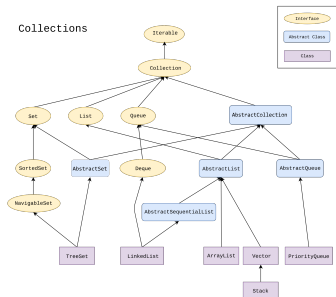 Collections
Iterable
Interface
Abstract Class
Class
Collection
Set
List
Queue
AbstractCollection
SortedSet
AbstractSet
Deque
AbstractList
AbstractQueue
NavigableSet
AbstractSequentialList
TreeSet
LinkedList
ArrayList
Vector
PriorityQueue
Stack